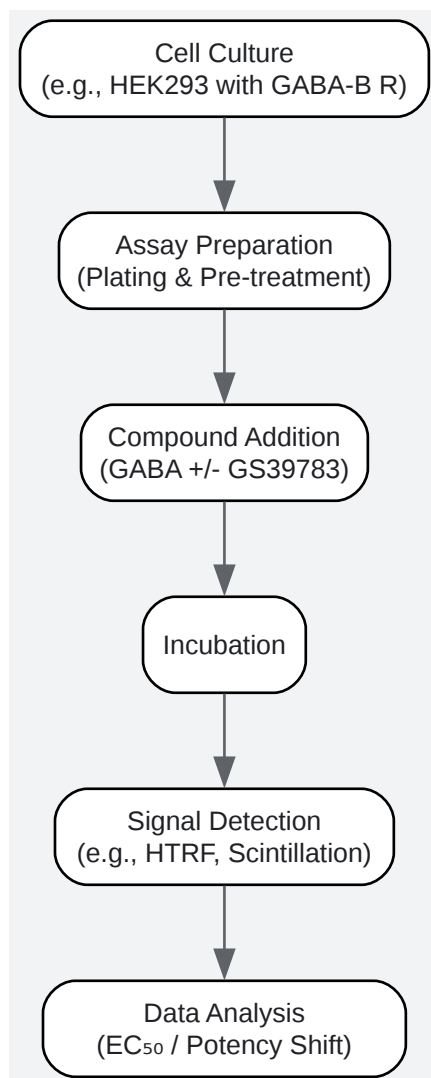 Cell Culture
(e.g., HEK293 with GABA-B R)
Assay Preparation
(Plating & Pre-treatment)
Compound Addition
(GABA +/- GS39783)
Incubation
Signal Detection
(e.g., HTRF, Scintillation)
Data Analysis
(EC₅₀ / Potency Shift)